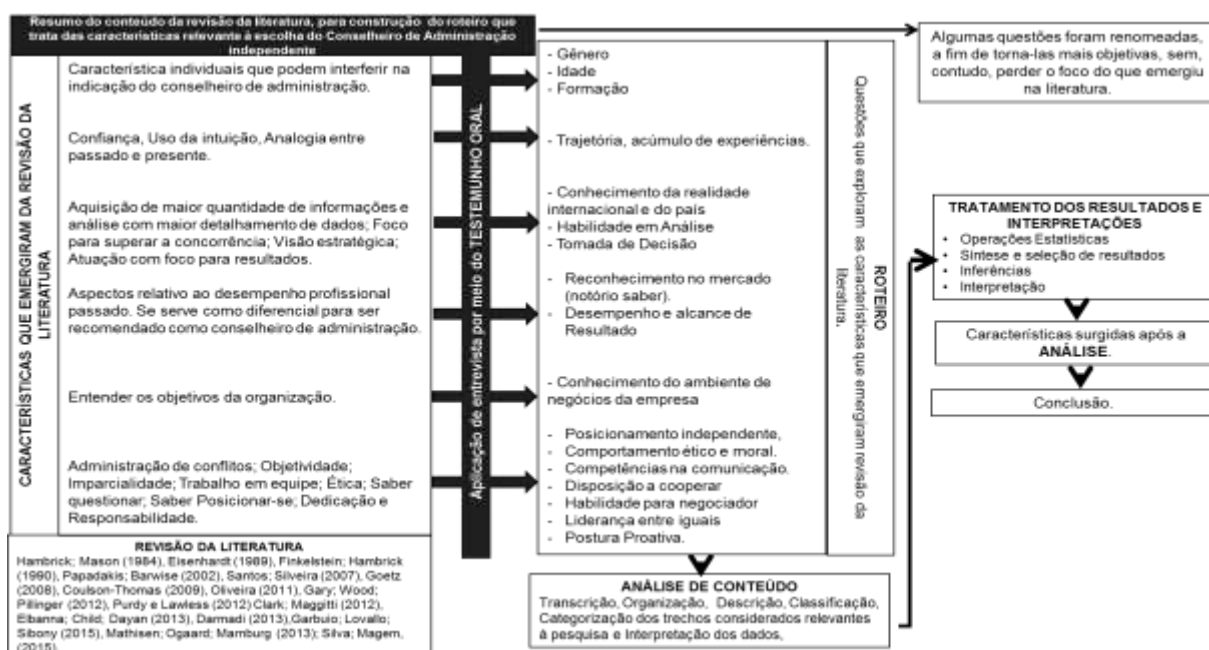 Resumo do conteúdo da revisão da literatura, para construção do roteiro que
trata das características relevante à escolha do Conselheiro de Administração
independente
CARACTERÍSTICAS QUE EMERGIRAM DA REVISÃO DA
LITERATURA
Característica individuais que podem interferir na
indicação do conselheiro de administração.
Confiança, Uso da intuição, Analogia entre
passado e presente.
Aquisição de maior quantidade de informações e
análise com maior detalhamento de dados; Foco
para superar a concorrência; Visão estratégica;
Atuação com foco para resultados.
Aspectos relativo ao desempenho profissional
passado. Se serve como diferencial para ser
recomendado como conselheiro de administração.
Entender os objetivos da organização.
Administração de conflitos; Objetividade;
Imparcialidade; Trabalho em equipe; Ética; Saber
questionar; Saber Posicionar-se; Dedicação e
Responsabilidade.
REVISÃO DA LITERATURA
Hambrick; Mason (1984), Eisenhardt (1989), Finkelstein; Hambrick
(1990), Papadakis; Barwise (2002), Santos; Silveira (2007), Goetz
(2008), Coulson-Thomas (2009), Oliveira (2011), Gary; Wood;
Pillinger (2012), Purdy e Lawless (2012) Clark; Maggitti (2012),
Elbanna; Child; Dayan (2013), Darmadi (2013),Garbuio; Lovallo;
Sibony (2015), Mathisen; Ogaard; Marnburg (2013); Silva; Magem,
(2015).
Aplicação de entrevista por meio do TESTEMUNHO ORAL
- Gênero
- Idade
- Formação
- Trajetória, acúmulo de experiências.
- Conhecimento da realidade
internacional e do país
- Habilidade em Análise
- Tomada de Decisão
- Reconhecimento no mercado
(notório saber).
- Desempenho e alcance de
Resultado
- Conhecimento do ambiente de
negócios da empresa
- Posicionamento independente,
- Comportamento ético e moral.
- Competências na comunicação.
- Disposição a cooperar
- Habilidade para negociador
- Liderança entre iguais
- Postura Proativa.
ROTEIRO
Questões que exploram as características que emergiram revisão da
literatura.
ANÁLISE DE CONTEÚDO
Transcrição, Organização, Descrição, Classificação,
Categorização dos trechos considerados relevantes
à pesquisa e Interpretação dos dados,
Algumas questões foram renomeadas,
a fim de torna-las mais objetivas, sem,
contudo, perder o foco do que emergiu
na literatura.
TRATAMENTO DOS RESULTADOS E
INTERPRETAÇÕES
• Operações Estatísticas
• Síntese e seleção de resultados
• Inferências
• Interpretação
Características surgidas após a
ANÁLISE.
Conclusão.